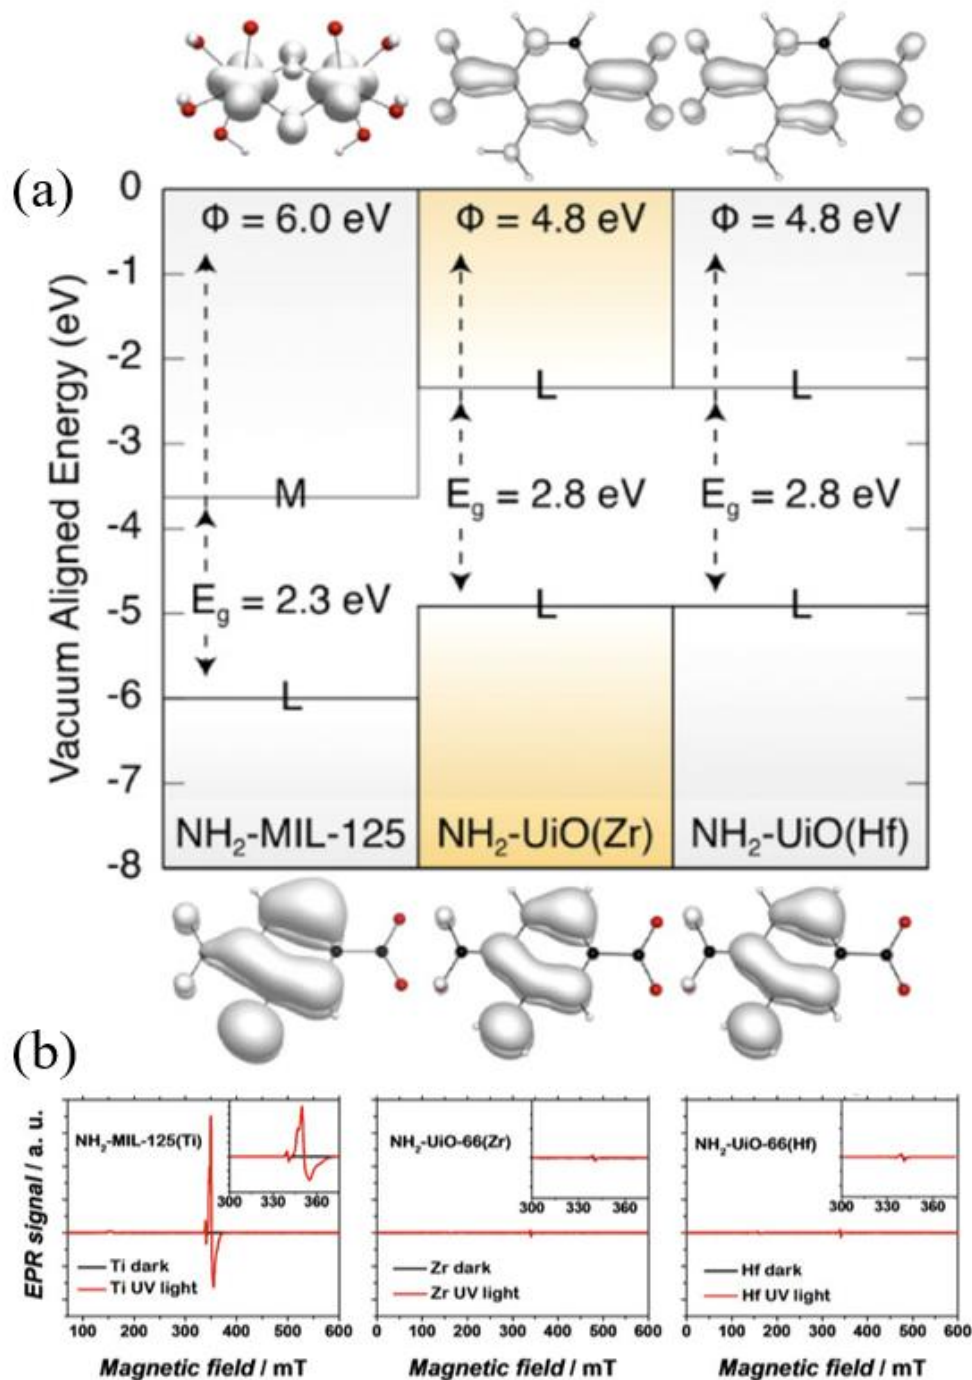 (a)
Vacuum Aligned Energy (eV)
0
-1
-2
-3
-4
-5
-6
-7
-8
Φ = 6.0 eV
Φ = 4.8 eV
Φ = 4.8 eV
L
L
M
E₉ = 2.8 eV
E₉ = 2.8 eV
E₉ = 2.3 eV
L
L
L
NH₂-MIL-125
NH₂-UiO(Zr)
NH₂-UiO(Hf)
(b)
EPR signal / a. u.
NH₂-MIL-125(Ti)
300 330 360
Ti dark
Ti UV light
100 200 300 400 500 600
Magnetic field / mT
NH₂-UiO-66(Zr)
300 330 360
Zr dark
Zr UV light
0 100 200 300 400 500 600
Magnetic field / mT
NH₂-UiO-66(Hf)
300 330 360
Hf dark
Hf UV light
0 100 200 300 400 500 600
Magnetic field / mT